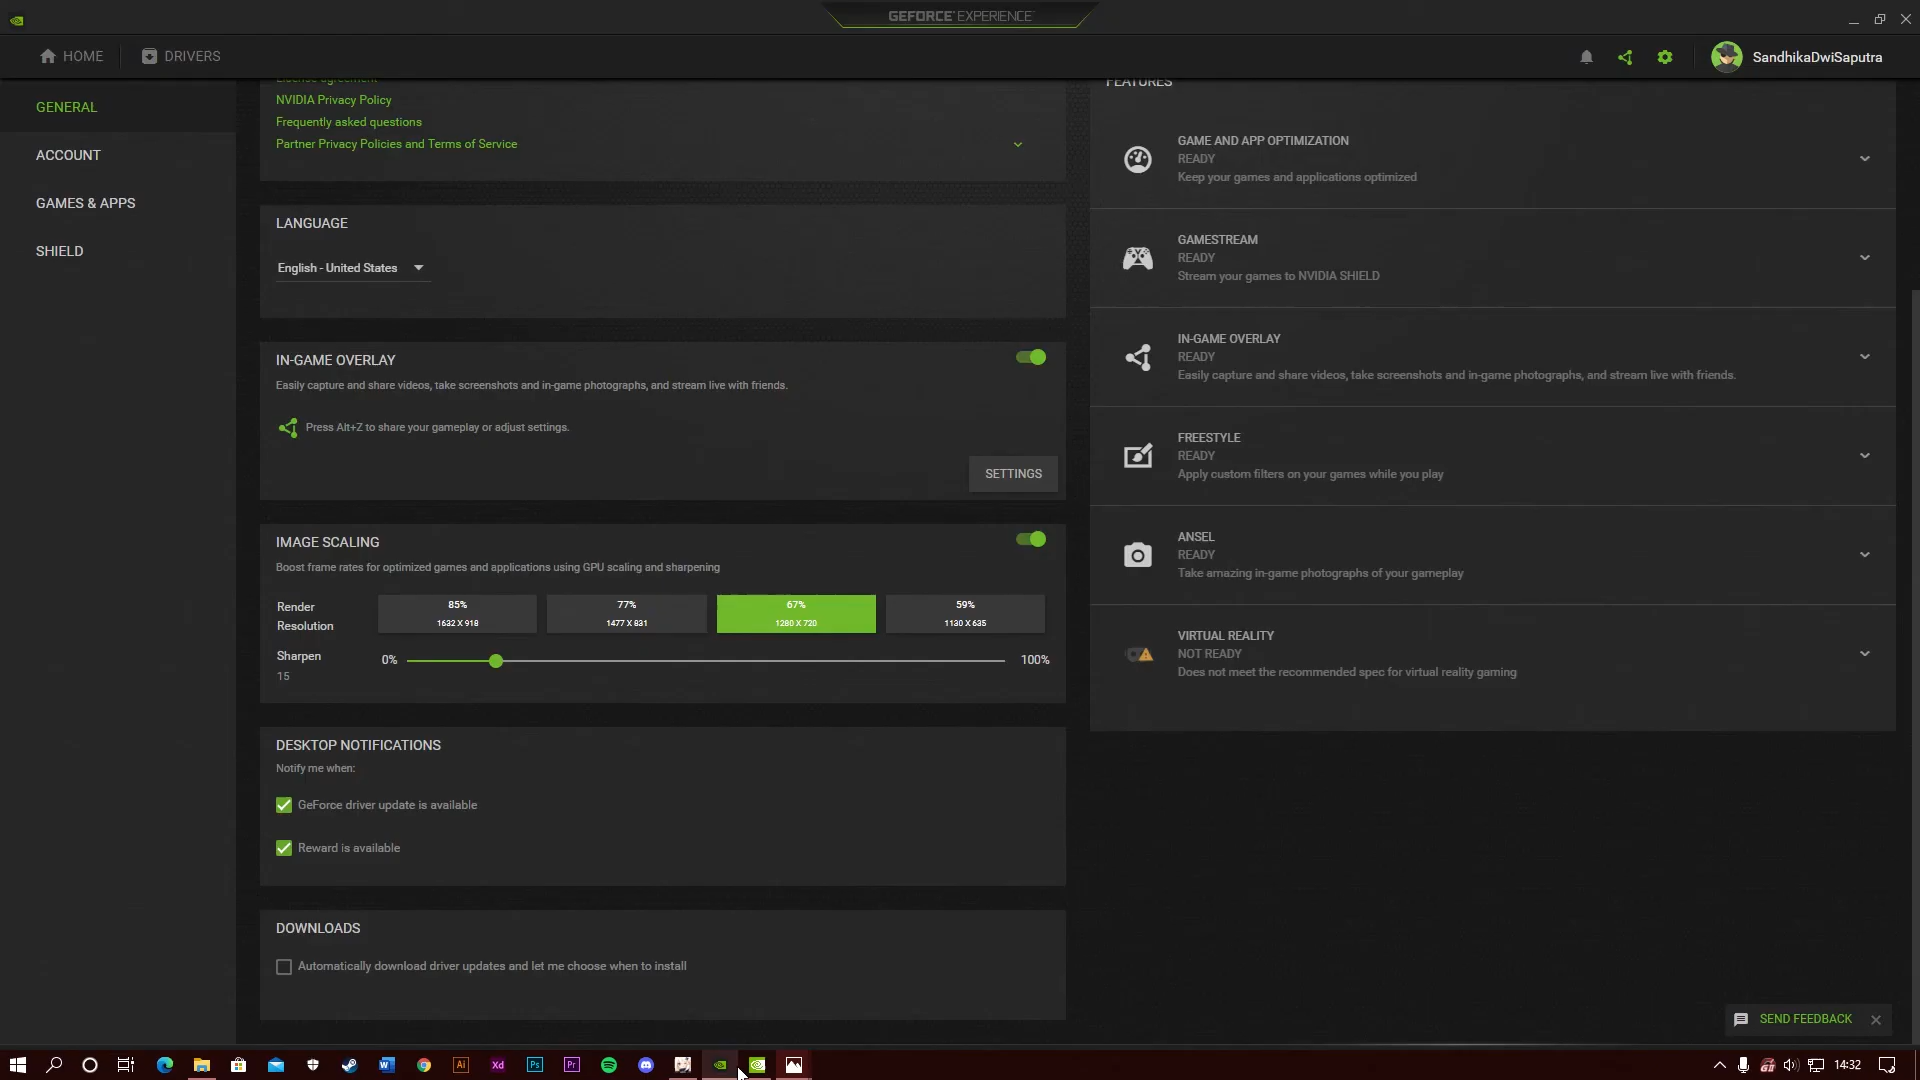 GEFORCE EXPERIENCE
HOME
DRIVERS
SandhikaDwiSaputra
GENERAL
ACCOUNT
GAMES & APPS
SHIELD
License agreement
NVIDIA Privacy Policy
Frequently asked questions
Partner Privacy Policies and Terms of Service
LANGUAGE
English - United States
IN-GAME OVERLAY
Easily capture and share videos, take screenshots and in-game photographs, and stream live with friends.
Press Alt+Z to share your gameplay or adjust settings.
SETTINGS
IMAGE SCALING
Boost frame rates for optimized games and applications using GPU scaling and sharpening
Render
Resolution
85%
1632 X 918
77%
1477 X 831
67%
1280 X 720
59%
1130 X 635
Sharpen
15
0%
100%
DESKTOP NOTIFICATIONS
Notify me when:
GeForce driver update is available
Reward is available
DOWNLOADS
Automatically download driver updates and let me choose when to install
FEATURES
GAME AND APP OPTIMIZATION
READY
Keep your games and applications optimized
GAMESTREAM
READY
Stream your games to NVIDIA SHIELD
IN-GAME OVERLAY
READY
Easily capture and share videos, take screenshots and in-game photographs, and stream live with friends.
FREESTYLE
READY
Apply custom filters on your games while you play
ANSEL
READY
Take amazing in-game photographs of your gameplay
VIRTUAL REALITY
NOT READY
Does not meet the recommended spec for virtual reality gaming
SEND FEEDBACK
W
Ai
Xd
Ps
Pr
14:32